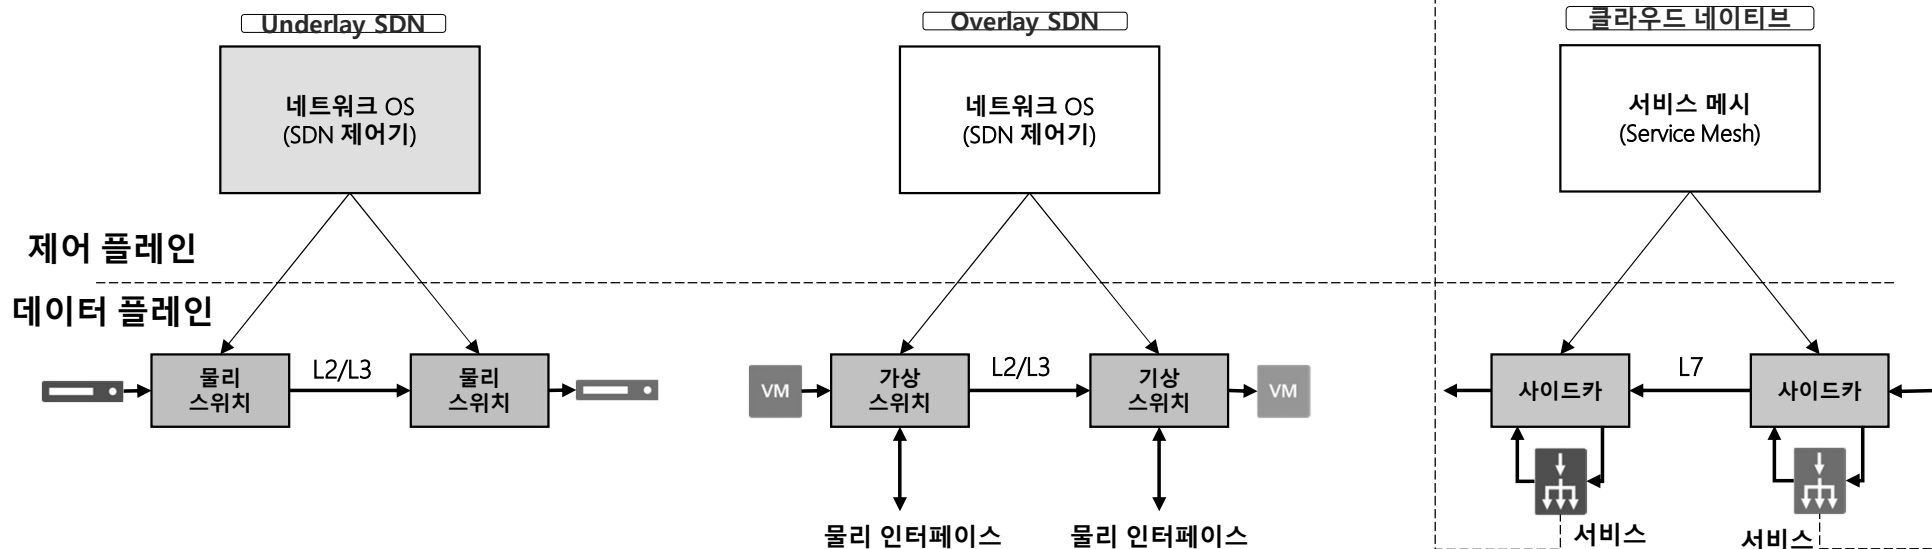 Underlay SDN
Overlay SDN
클라우드 네이티브
네트워크 OS
(SDN 제어기)
네트워크 OS
(SDN 제어기)
서비스 메시
(Service Mesh)
제어 플레인
데이터 플레인
물리
스위치
L2/L3
물리
스위치
VM
가상
스위치
L2/L3
기상
스위치
VM
사이드카
L7
사이드카
물리 인터페이스
물리 인터페이스
서비스
서비스